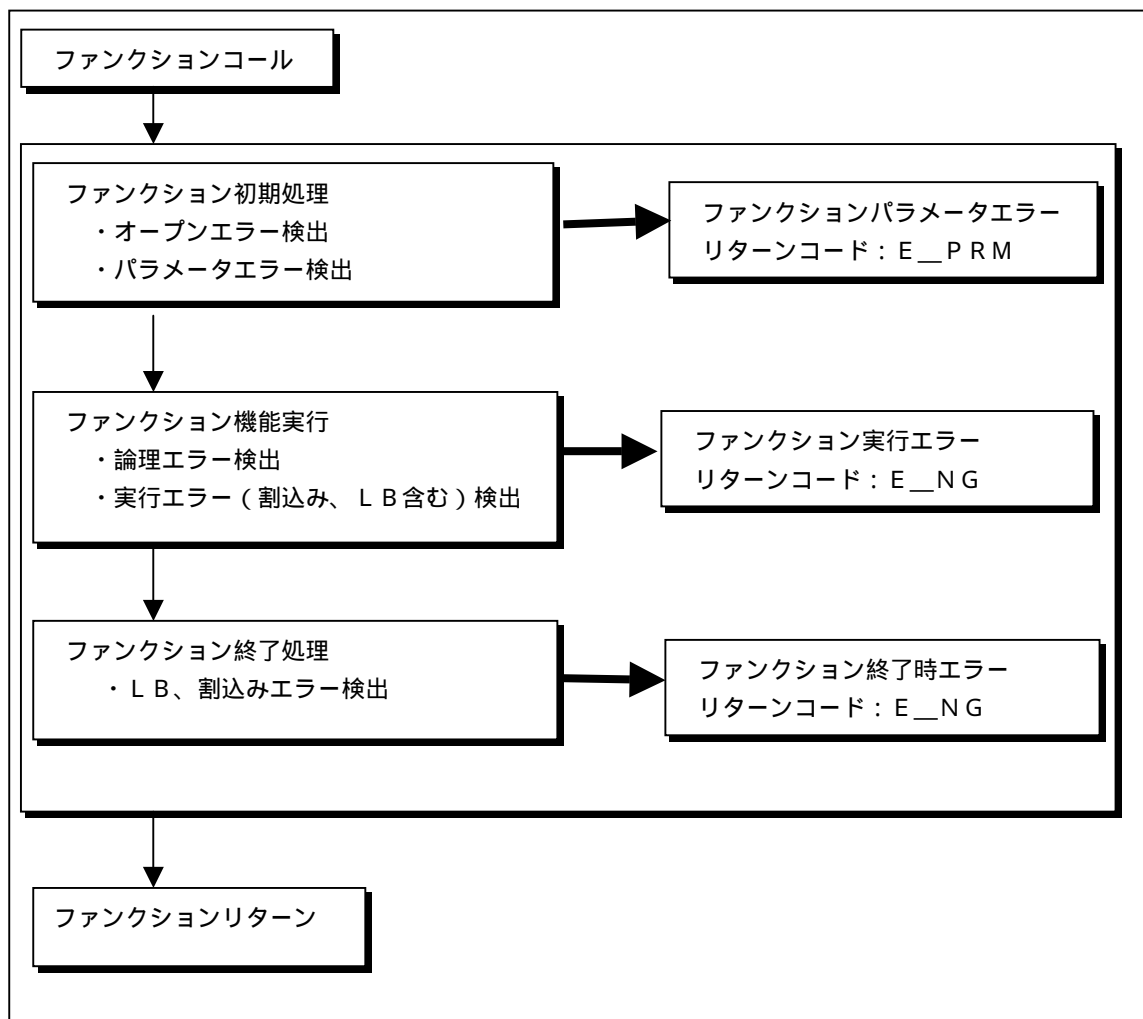 ファンクションコール
ファンクション初期処理
・オープンエラー検出
・パラメータエラー検出
ファンクションパラメータエラー
リターンコード：Ｅ＿ＰＲＭ
ファンクション機能実行
・論理エラー検出
・実行エラー（割込み、ＬＢ含む）検出
ファンクション実行エラー
リターンコード：Ｅ＿ＮＧ
ファンクション終了処理
・ＬＢ、割込みエラー検出
ファンクション終了時エラー
リターンコード：Ｅ＿ＮＧ
ファンクションリターン